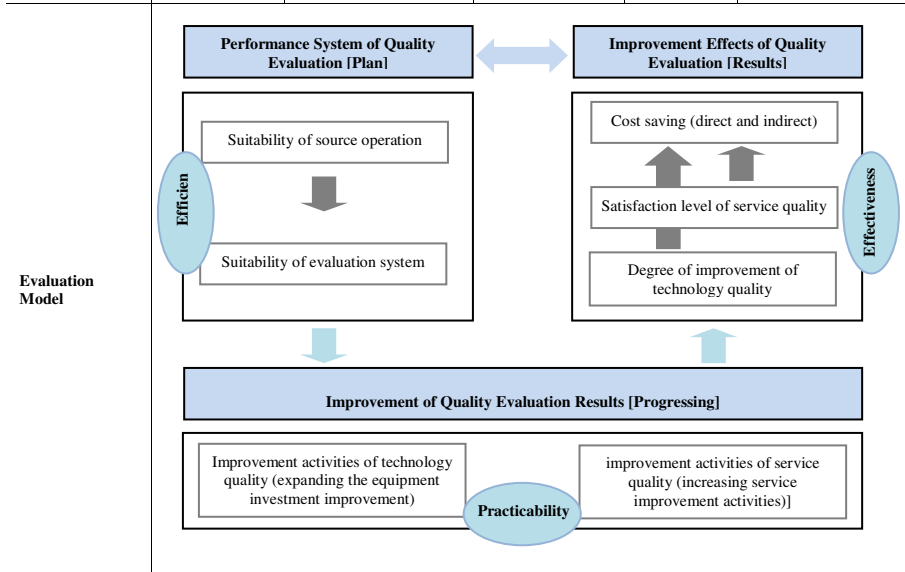 Performance System of Quality
Evaluation [Plan]
Improvement Effects of Quality
Evaluation [Results]
Suitability of source operation
Efficien
Suitability of evaluation system
Cost saving (direct and indirect)
Satisfaction level of service quality
Effectiveness
Degree of improvement of
technology quality
Evaluation
Model
Improvement of Quality Evaluation Results [Progressing]
Improvement activities of technology
quality (expanding the equipment
investment improvement)
improvement activities of service
quality (increasing service
improvement activities)]
Practicability